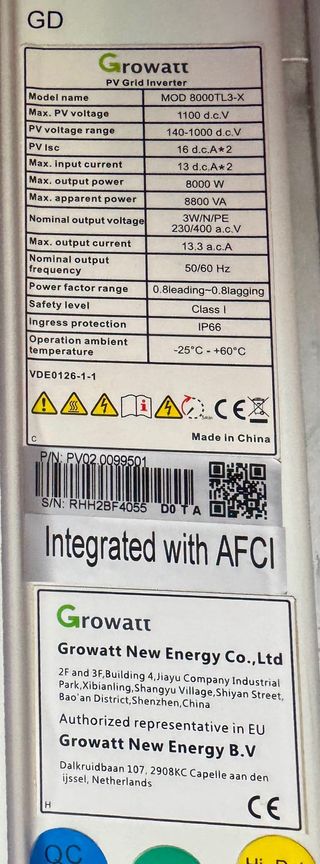 GD
Growatt
PV Grid Inverter
Model name MOD 8000TL3-X
Max. PV voltage 1100 d.c.V
PV voltage range 140-1000 d.c.V
PV Isc 16 d.c.A*2
Max. input current 13 d.c.A*2
Max. output power 8000 W
Max. apparent power 8800 VA
Nominal output voltage 3W/N/PE
230/400 a.c.V
Max. output current 13.3 a.c.A
Nominal output
frequency 50/60 Hz
Power factor range 0.8leading~0.8lagging
Safety level Class I
Ingress protection IP66
Operation ambient
temperature -25°C - +60°C
VDE0126-1-1
CE
C Made in China
P/N: PV02.0099501
S/N: RHH2BF4055 D0 T A
Integrated with AFCI
Growatt
Growatt New Energy Co.,Ltd
2F and 3F,Building 4,Jiayu Company Industrial
Park,Xibianling,Shangyu Village,Shiyan Street,
Bao'an District,Shenzhen,China
Authorized representative in EU
Growatt New Energy B.V
Dalkruidbaan 107, 2908KC Capelle aan den
ijssel, Netherlands
H CE
QC